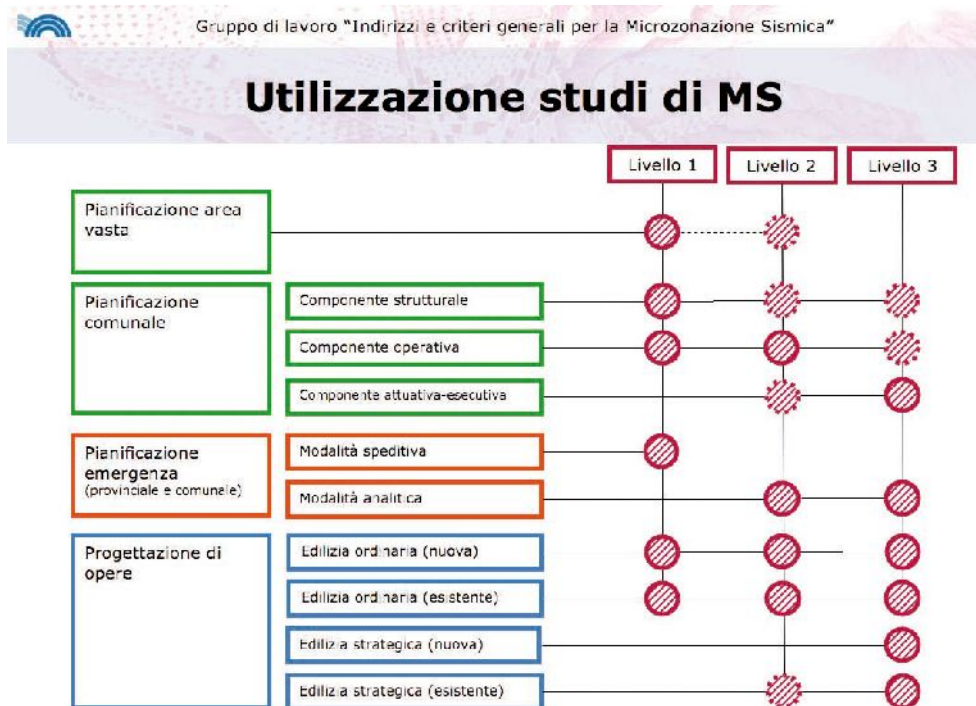 Gruppo di lavoro “Indirizzi e criteri generali per la Microzonazione Sismica”
Utilizzazione studi di MS
Livello 1
Livello 2
Livello 3
Pianificazione area
vasta
Pianificazione
comunale
Componente strutturale
Componente operativa
Componente attuativa-esecutiva
Pianificazione
emergenza
(provinciale e comunale)
Modalità speditiva
Modalità analitica
Progettazione di
opere
Edilizia ordinaria (nuova)
Edilizia ordinaria (esistente)
Edilizia strategica (nuova)
Edilizia strategica (esistente)